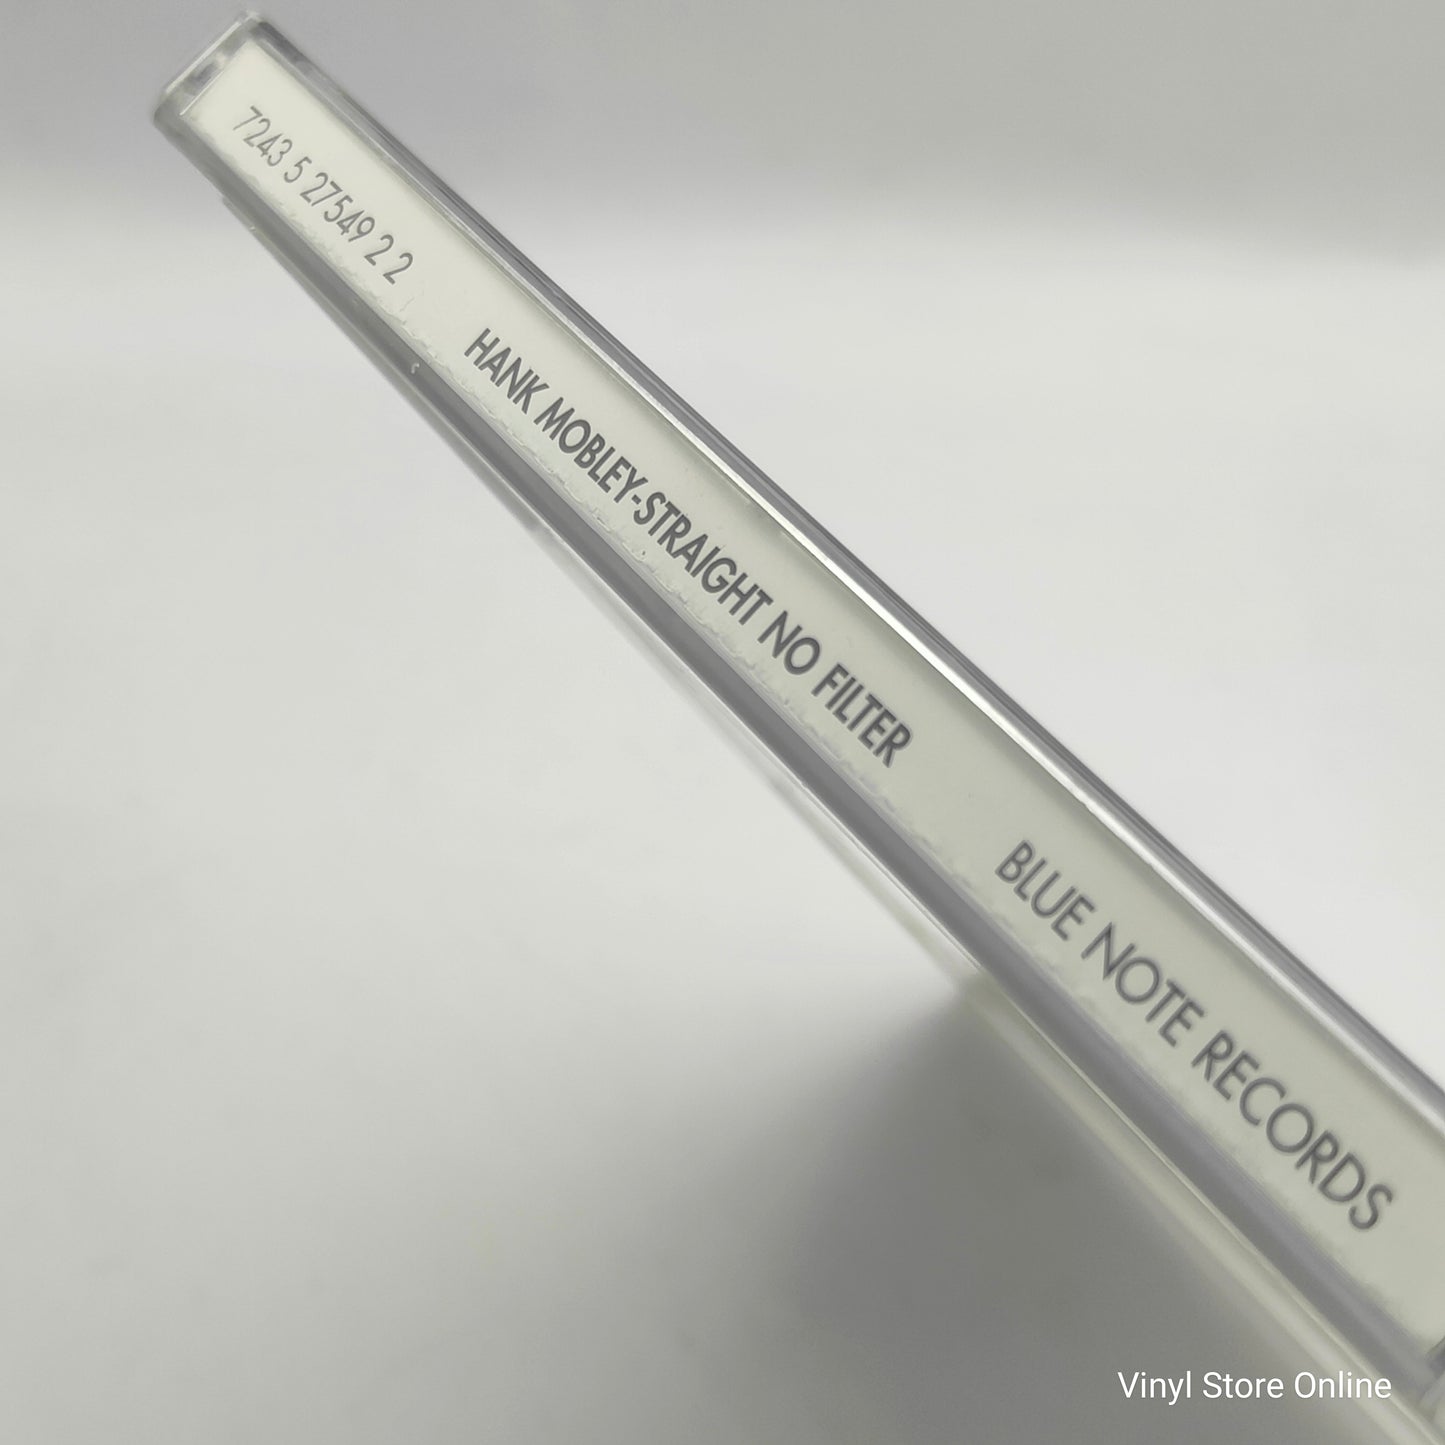 7243 5 27549 2 2 HANK MOBLEY-STRAIGHT NO FILTER BLUE NOTE RECORDS
Vinyl Store Online